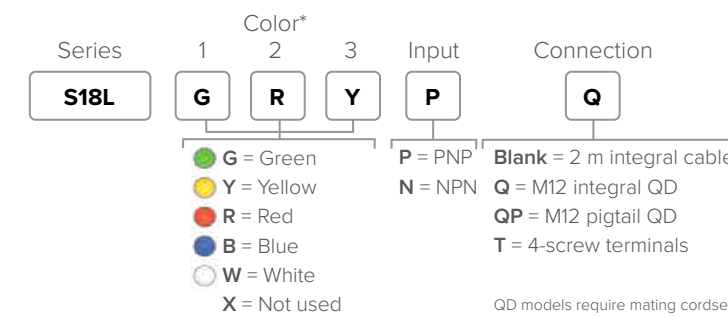 Color*
Series 1 2 3 Input Connection
S18L G R Y P Q
G = Green P = PNP Blank = 2 m integral cable
Y = Yellow N = NPN Q = M12 integral QD
R = Red QP = M12 pigtail QD
B = Blue T = 4-screw terminals
W = White
X = Not used QD models require mating cordse